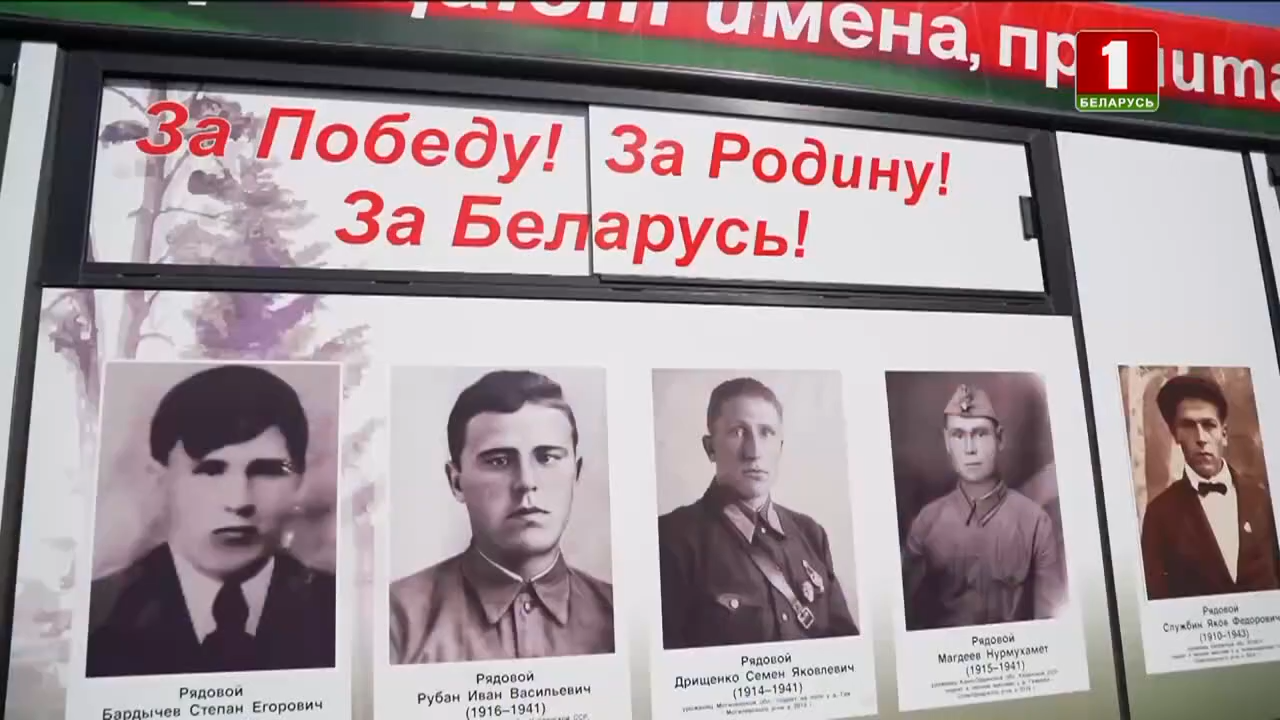 имена,
1
БЕЛАРУСЬ
За Победу! За Родину!
За Беларусь!
Рядовой
Бардычев Степан Егорович
Рядовой
Рубан Иван Васильевич
(1916–1941)
Рядовой
Дрищенко Семен Яковлевич
(1914–1941)
Рядовой
Магдеев Нурмухамет
(1915–1941)
Рядовой
Службин Яков Федорович
(1910–1943)